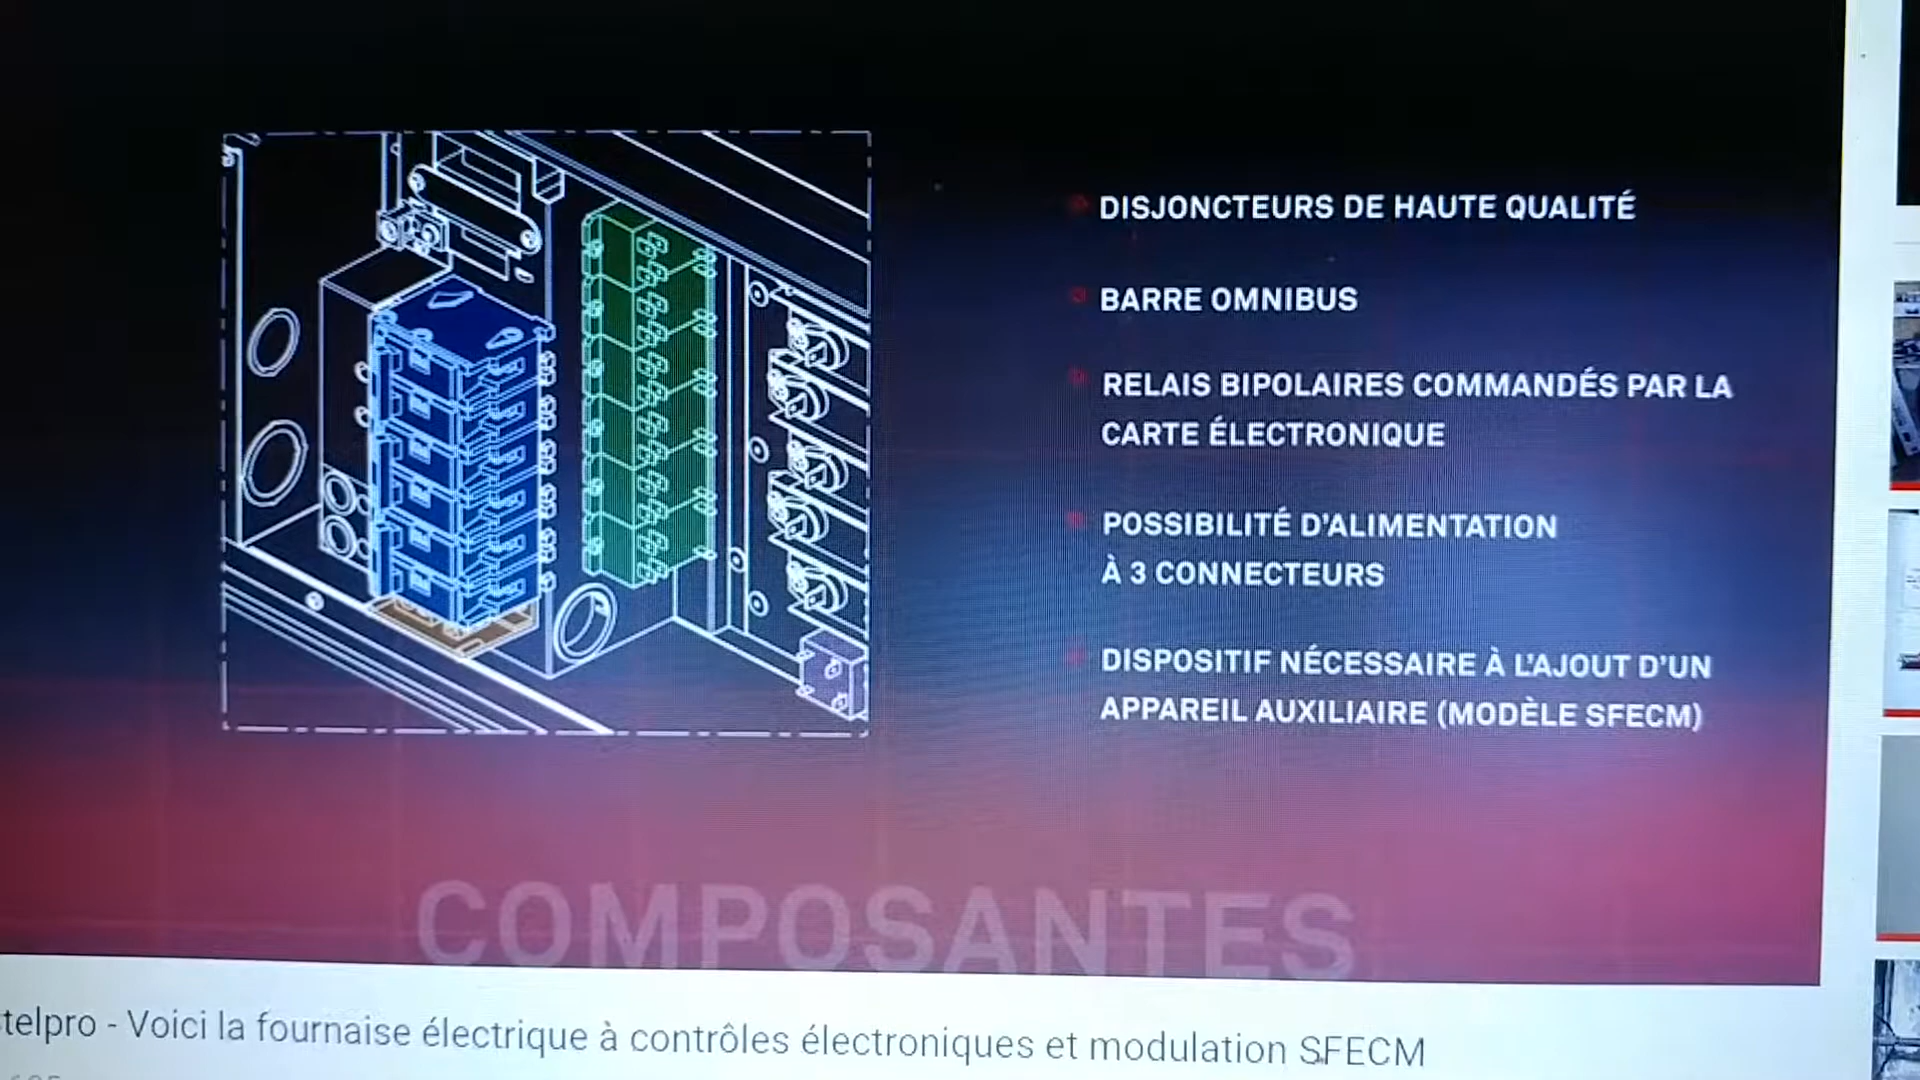 DISJONCTEURS DE HAUTE QUALITÉ
BARRE OMNIBUS
RELAIS BIPOLAIRES COMMANDÉS PAR LA
CARTE ÉLECTRONIQUE
POSSIBILITÉ D'ALIMENTATION
À 3 CONNECTEURS
DISPOSITIF NÉCESSAIRE À L'AJOUT D'UN
APPAREIL AUXILIAIRE (MODÈLE SFECM)
COMPOSANTES
telpro - Voici la fournaise électrique à contrôles électroniques et modulation SFECM